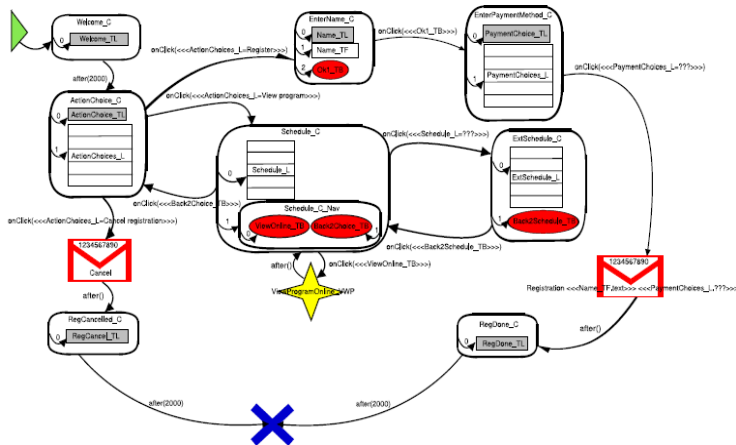 Welcome_C
0
Welcome_TL
after(2000)
ActionChoice_C
0
ActionChoice_TL
1
ActionChoices_L
onClick(<<<ActionChoices_L=Register>>>)
EnterName_C
0
Name_TL
1
Name_TF
2
Ok1_TB
onClick(<<<Ok1_TB>>>)
EnterPaymentMethod_C
0
PaymentChoice_TL
1
PaymentChoices_L
onClick(<<<PaymentChoices_L=???>>>)
onClick(<<<ActionChoices_L=View program>>>)
Schedule_C
0
Schedule_L
1
Schedule_C_Nav
0
ViewOnline_TB
Back2Choice_TB
1
onClick(<<<Schedule_L=???>>>)
ExtSchedule_C
0
ExtSchedule_L
1
Back2Schedule_TB
onClick(<<<Back2Choice_TB>>>)
onClick(<<<Back2Schedule_TB>>>)
onClick(<<<ActionChoices_L=Cancel registration>>>)
1234567890
Cancel
after()
after()
onClick(<<<ViewOnline_TB>>>)
ViewProgramOnline_VWP
1234567890
Registration <<<Name_TF.text>>> <<<PaymentChoices_L.???>>>
after()
RegCancelled_C
0
RegCancel_TL
RegDone_C
0
RegDone_TL
after(2000)
after(2000)